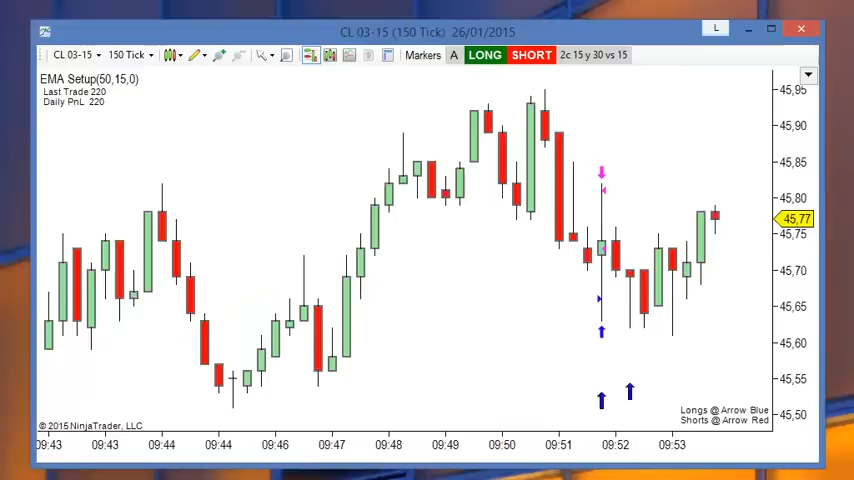 CL 03-15 (150 Tick) 26/01/2015
L
CL 03-15 150 Tick Markers A LONG SHORT 2c 15 y 30 vs 15
EMA Setup(50,15,0)
Last Trade 220
Daily PnL 220
45,95
45,90
45,85
45,80
45,77
45,75
45,70
45,65
45,60
45,55
45,50
Longs @ Arrow Blue
Shorts @ Arrow Red
© 2015 NinjaTrader, LLC
09:43 09:43 09:44 09:44 09:46 09:47 09:48 09:49 09:50 09:51 09:52 09:53